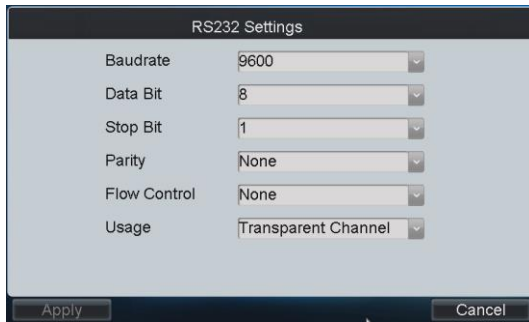 RS232 Settings
Baudrate 9600
Data Bit 8
Stop Bit 1
Parity None
Flow Control None
Usage Transparent Channel
Apply Cancel